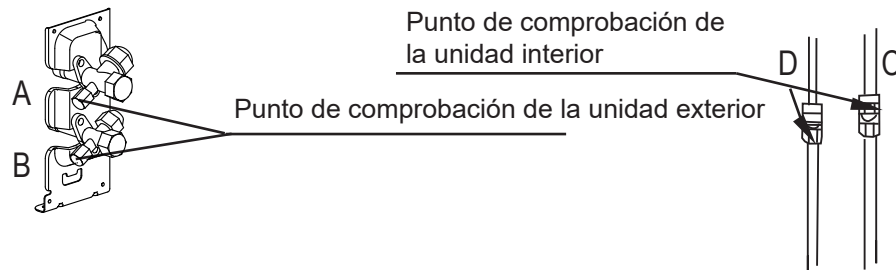 Punto de comprobación de
la unidad interior
D
C
A
Punto de comprobación de la unidad exterior
B